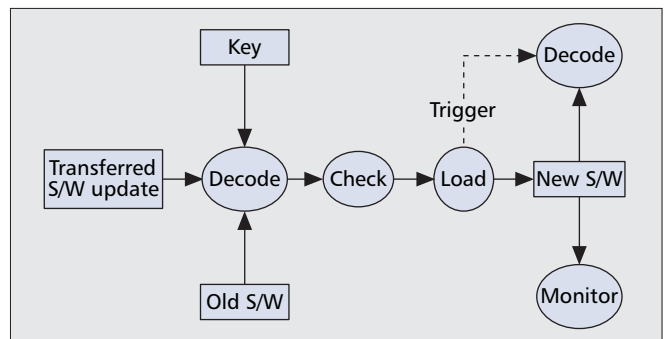 Key
Decode
Trigger
Transferred
S/W update
Decode
Check
Load
New S/W
Old S/W
Monitor